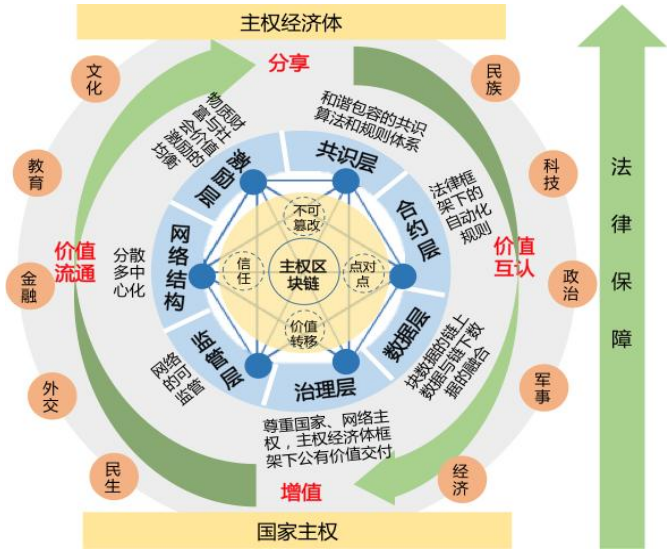 主权经济体
分享
文化
教育
金融
外交
民生
民族
科技
政治
军事
经济
法律保障
价值
流通
价值
互认
增值
物质财
富与社
会价值
激励的
均衡
和谐包容的共识
算法和规则体系
法律框
架下的
自动化
规则
分散
多中
心化
网络
的可
监管
块数据的链上
数据与链下数
据的融合
尊重国家、网络主
权，主权经济体框
架下公有价值交付
激励层
共识层
合约层
网络结构
数据层
监管层
治理层
不可
篡改
信
任
主权区
块链
点对
点
价值
转移
国家主权